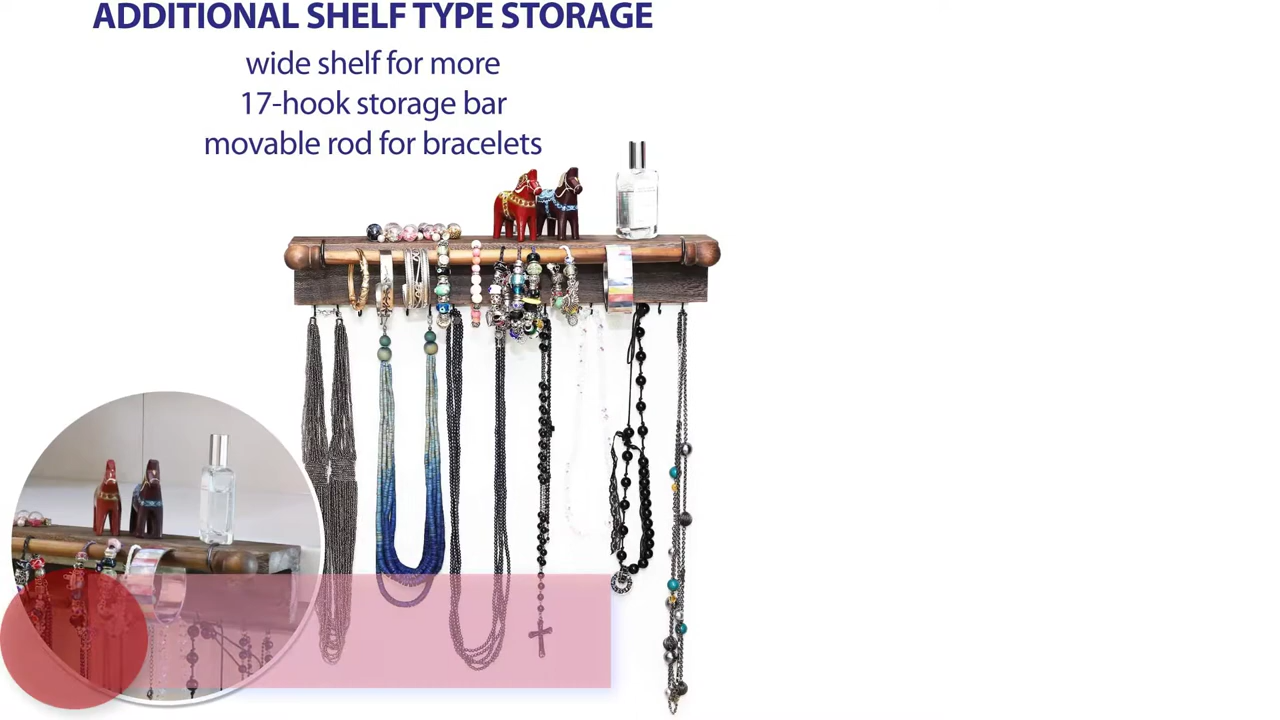 ADDITIONAL SHELF TYPE STORAGE
wide shelf for more
17-hook storage bar
movable rod for bracelets